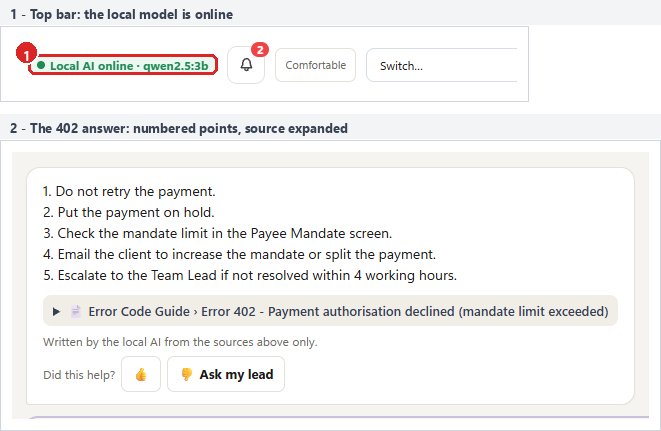 1 - Top bar: the local model is online
1
Local AI online · qwen2.5:3b
2
Comfortable
Switch...
2 - The 402 answer: numbered points, source expanded
1. Do not retry the payment.
2. Put the payment on hold.
3. Check the mandate limit in the Payee Mandate screen.
4. Email the client to increase the mandate or split the payment.
5. Escalate to the Team Lead if not resolved within 4 working hours.
Error Code Guide › Error 402 - Payment authorisation declined (mandate limit exceeded)
Written by the local AI from the sources above only.
Did this help?
Ask my lead